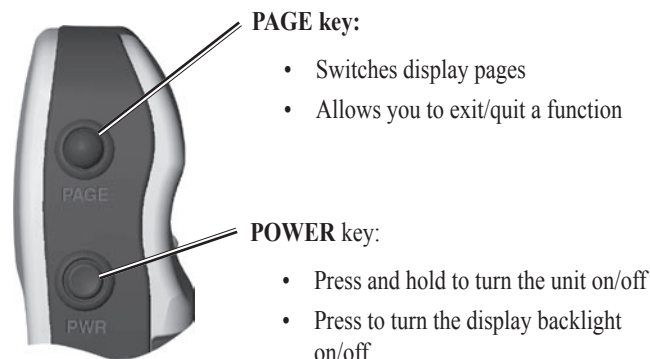 PAGE key:
• Switches display pages
• Allows you to exit/quit a function
PAGE
POWER key:
• Press and hold to turn the unit on/off
• Press to turn the display backlight
on/off
PWR